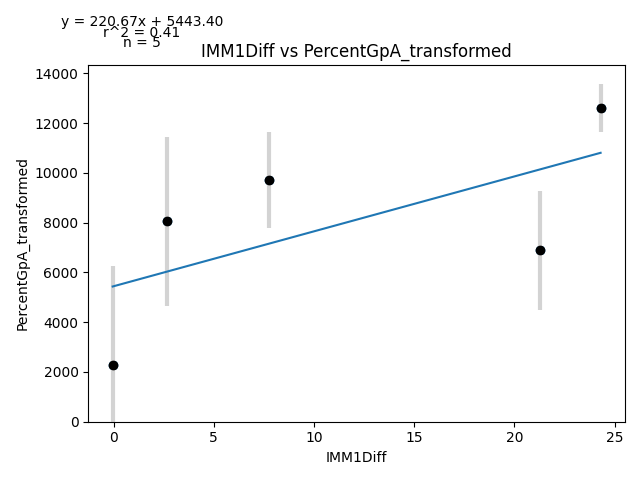 y = 220.67x + 5443.40
r^2 = 0.41
n = 5
IMM1Diff vs PercentGpA_transformed
14000
12000
10000
8000
6000
4000
2000
0
PercentGpA_transformed
0 5 10 15 20 25
IMM1Diff